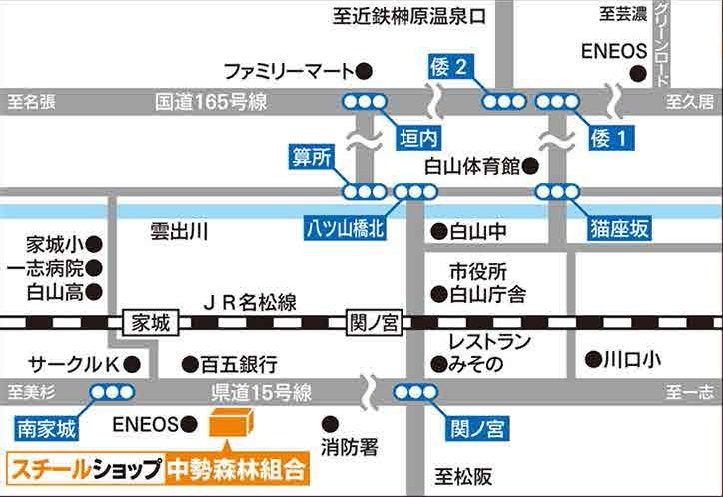 至近鉄榊原温泉口
至芸濃
グリーンロード
ENEOS
ファミリーマート
倭２
至名張
国道165号線
至久居
垣内
倭１
算所
白山体育館
雲出川
八ツ山橋北
白山中
猫座坂
家城小
一志病院
白山高
市役所
白山庁舎
ＪＲ名松線
家城
関ノ宮
サークルＫ
百五銀行
レストラン
みその
川口小
至美杉
県道15号線
至一志
南家城
ENEOS
消防署
関ノ宮
スチールショップ 中勢森林組合
至松阪